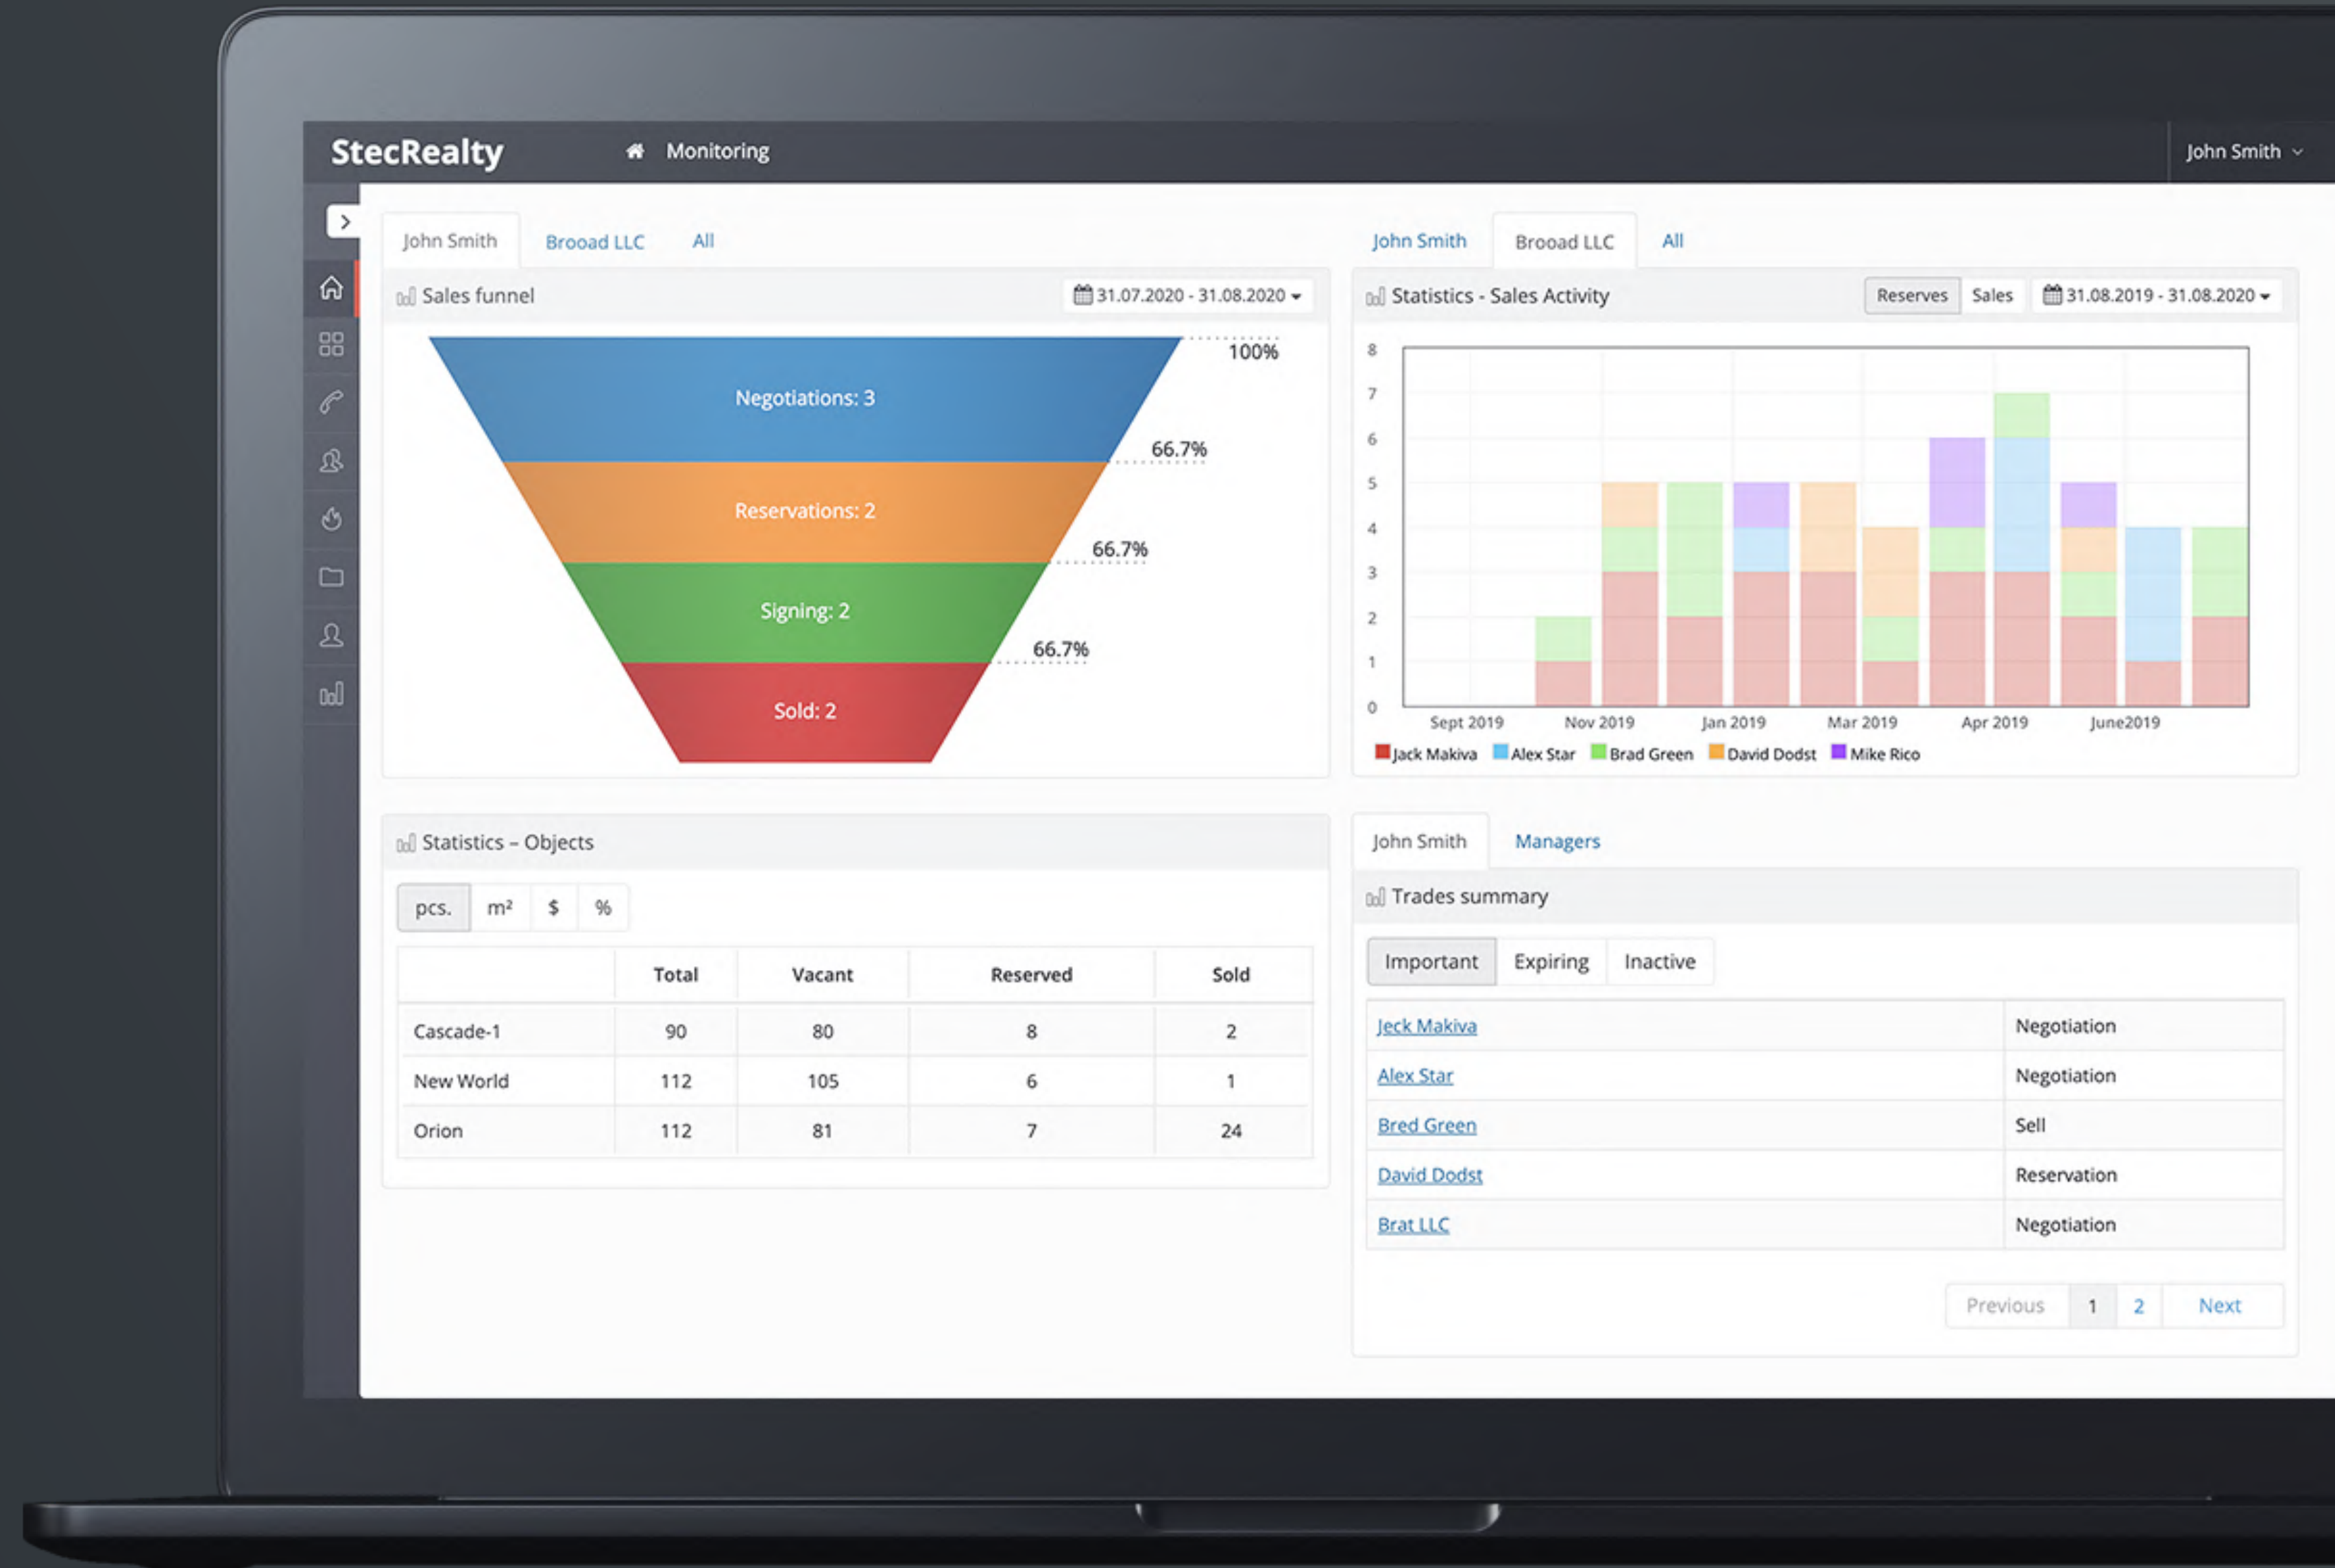 StecRealty Monitoring John Smith
John Smith Brooad LLC All
Sales funnel 31.07.2020 - 31.08.2020
100%
Negotiations: 3
66.7%
Reservations: 2
66.7%
Signing: 2
66.7%
Sold: 2
John Smith Brooad LLC All
Statistics - Sales Activity Reserves Sales 31.08.2019 - 31.08.2020
8
7
6
5
4
3
2
1
0
Sept 2019 Nov 2019 Jan 2019 Mar 2019 Apr 2019 June2019
Jack Makiva Alex Star Brad Green David Dodst Mike Rico
Statistics – Objects
pcs. m² $ %
Total Vacant Reserved Sold
Cascade-1 90 80 8 2
New World 112 105 6 1
Orion 112 81 7 24
John Smith Managers
Trades summary
Important Expiring Inactive
Jeck Makiva Negotiation
Alex Star Negotiation
Bred Green Sell
David Dodst Reservation
Brat LLC Negotiation
Previous 1 2 Next